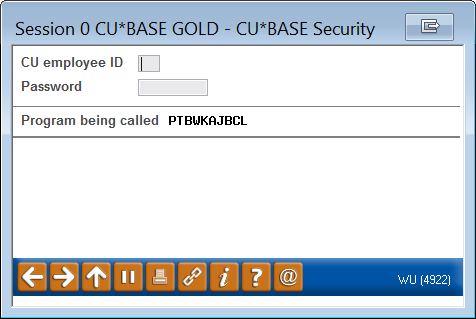 Session 0 CU*BASE GOLD - CU*BASE Security
CU employee ID
Password
Program being called PTBWKAJBCL
i ? @ WU (4922)